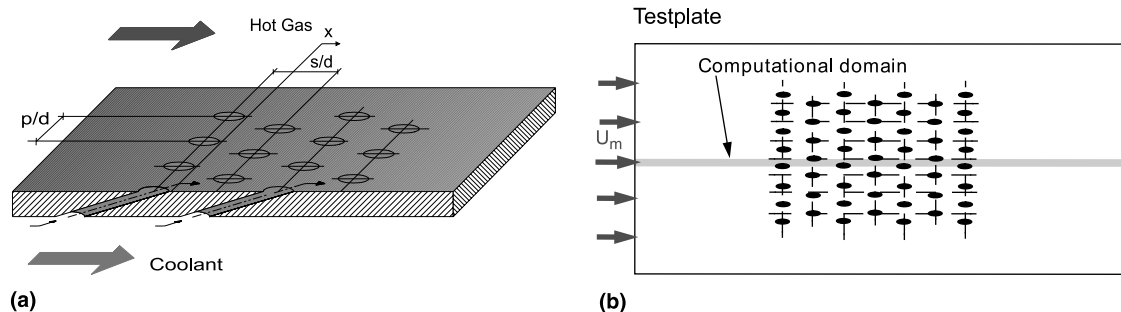 Hot Gas
x
s/d
p/d
Coolant
(a)
Testplate
Computational domain
U_m
(b)